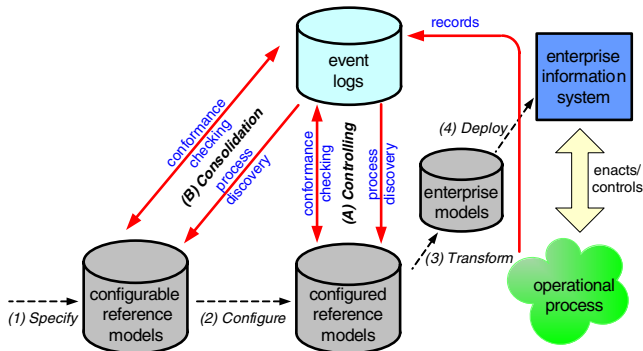 records
event
logs
enterprise
information
system
conformance
checking
(B) Consolidation
process
discovery
conformance
checking
(A) Controlling
process
discovery
(4) Deploy
enterprise
models
enacts/
controls
(3) Transform
operational
process
(1) Specify
configurable
reference
models
(2) Configure
configured
reference
models